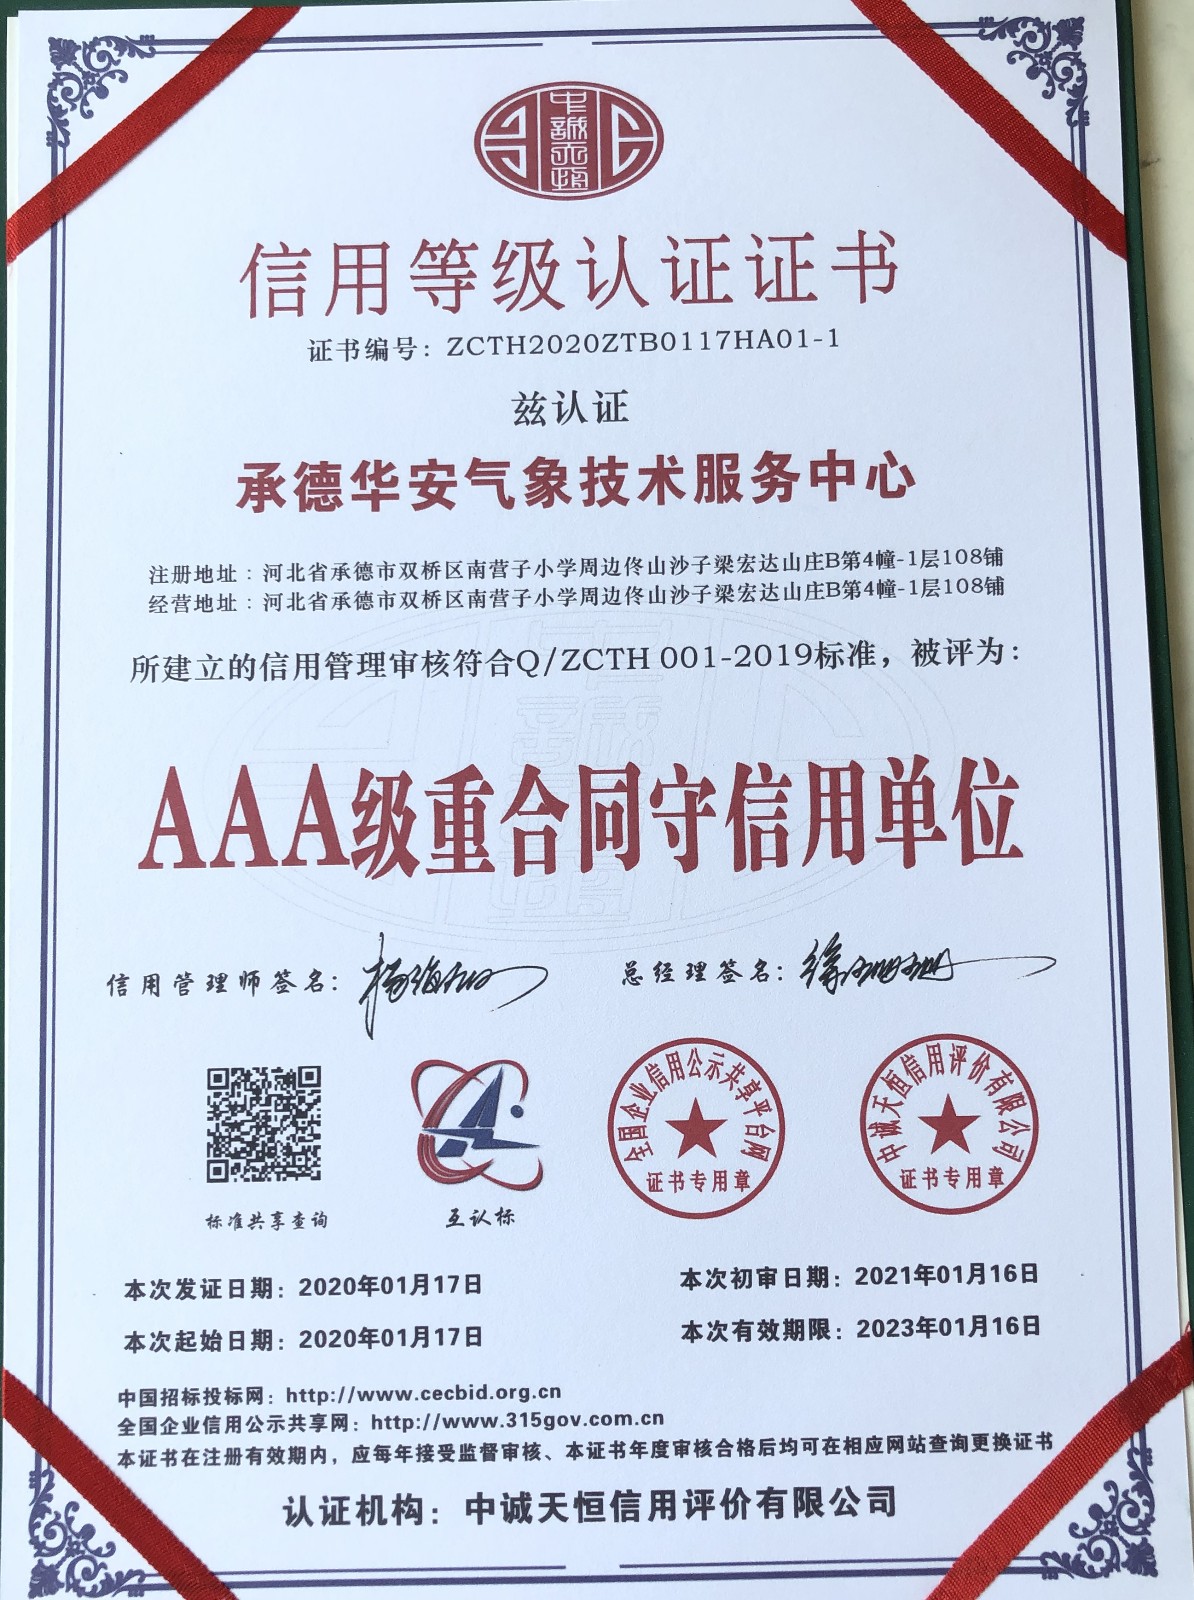 中誠天恒
信用等级认证证书
证书编号：ZCTH2020ZTB0117HA01-1
兹认证
承德华安气象技术服务中心
注册地址：河北省承德市双桥区南营子小学周边佟山沙子梁宏达山庄B第4幢-1层108铺
经营地址：河北省承德市双桥区南营子小学周边佟山沙子梁宏达山庄B第4幢-1层108铺
所建立的信用管理审核符合Q/ZCTH 001-2019标准，被评为：
AAA级重合同守信用单位
信用管理师签名：
总经理签名：
全国企业信用公示共享平台网
证书专用章
中诚天恒信用评价有限公司
证书专用章
标准共享查询
互认标
本次发证日期：2020年01月17日
本次初审日期：2021年01月16日
本次起始日期：2020年01月17日
本次有效期限：2023年01月16日
中国招标投标网：http://www.cecbid.org.cn
全国企业信用公示共享网：http://www.315gov.com.cn
本证书在注册有效期内，应每年接受监督审核、本证书年度审核合格后均可在相应网站查询更换证书
认证机构：中诚天恒信用评价有限公司